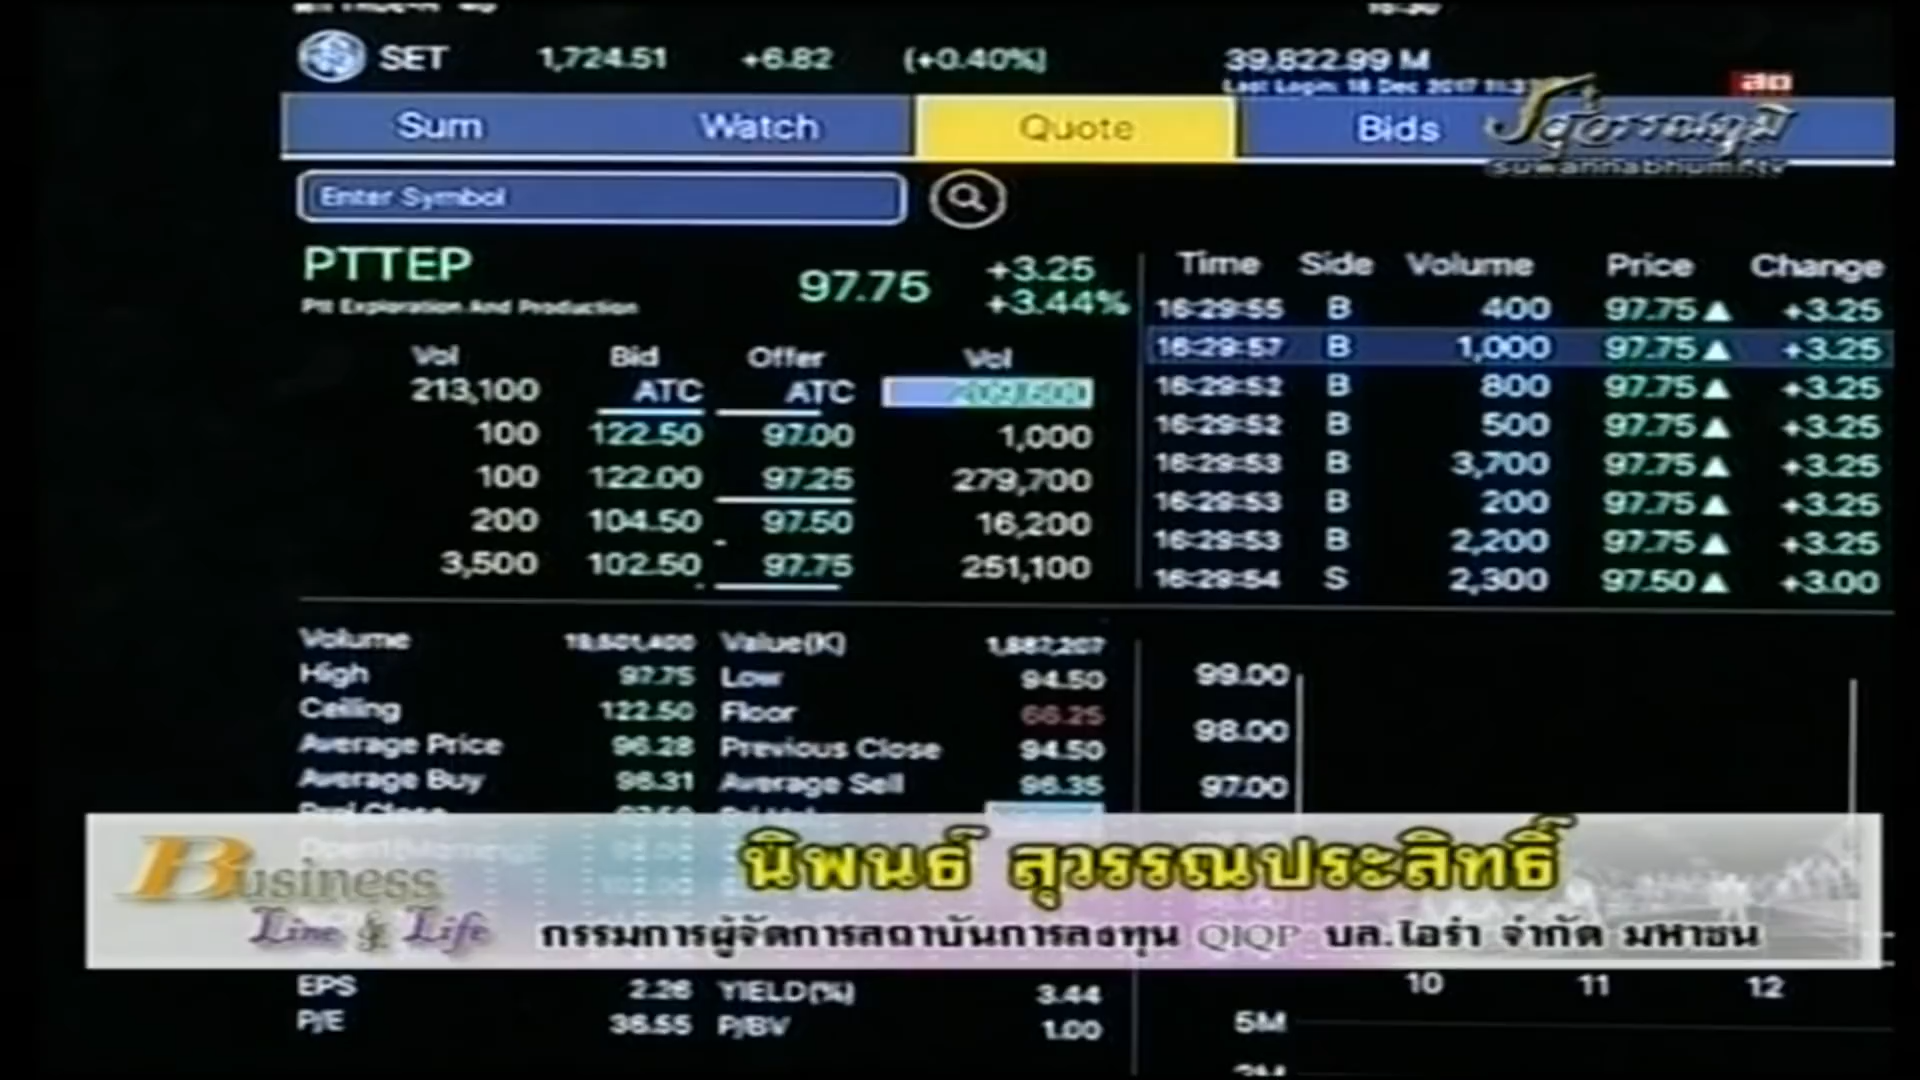 SET 1,724.51 +6.82 (+0.40%) 39,822.99 M
Last Login: 18 Dec 2017
สด
สุวรรณภูมิ
suwannabhumi.tv
Sum Watch Quote Bids
Enter Symbol
PTTEP 97.75 +3.25
+3.44%
Ptt Exploration And Production
Vol Bid Offer Vol
213,100 ATC ATC
100 122.50 97.00 1,000
100 122.00 97.25 279,700
200 104.50 97.50 16,200
3,500 102.50 97.75 251,100
Time Side Volume Price Change
16:29:55 B 400 97.75▲ +3.25
16:29:57 B 1,000 97.75▲ +3.25
16:29:52 B 800 97.75▲ +3.25
16:29:52 B 500 97.75▲ +3.25
16:29:53 B 3,700 97.75▲ +3.25
16:29:53 B 200 97.75▲ +3.25
16:29:53 B 2,200 97.75▲ +3.25
16:29:54 S 2,300 97.50▲ +3.00
Volume 19,501,400 Value(K) 1,887,207
High 97.75 Low 94.50
Ceiling 122.50 Floor 66.25
Average Price 96.28 Previous Close 94.50
Average Buy 96.31 Average Sell 96.35
99.00
98.00
97.00
Business
Line & Life
นิพนธ์ สุวรรณประสิทธิ์
กรรมการผู้จัดการสถาบันการลงทุน QIQP บล.ไอร่า จำกัด มหาชน
EPS 2.26 YIELD(%) 3.44
P/E 36.55 P/BV 1.00
10 11 12
5M